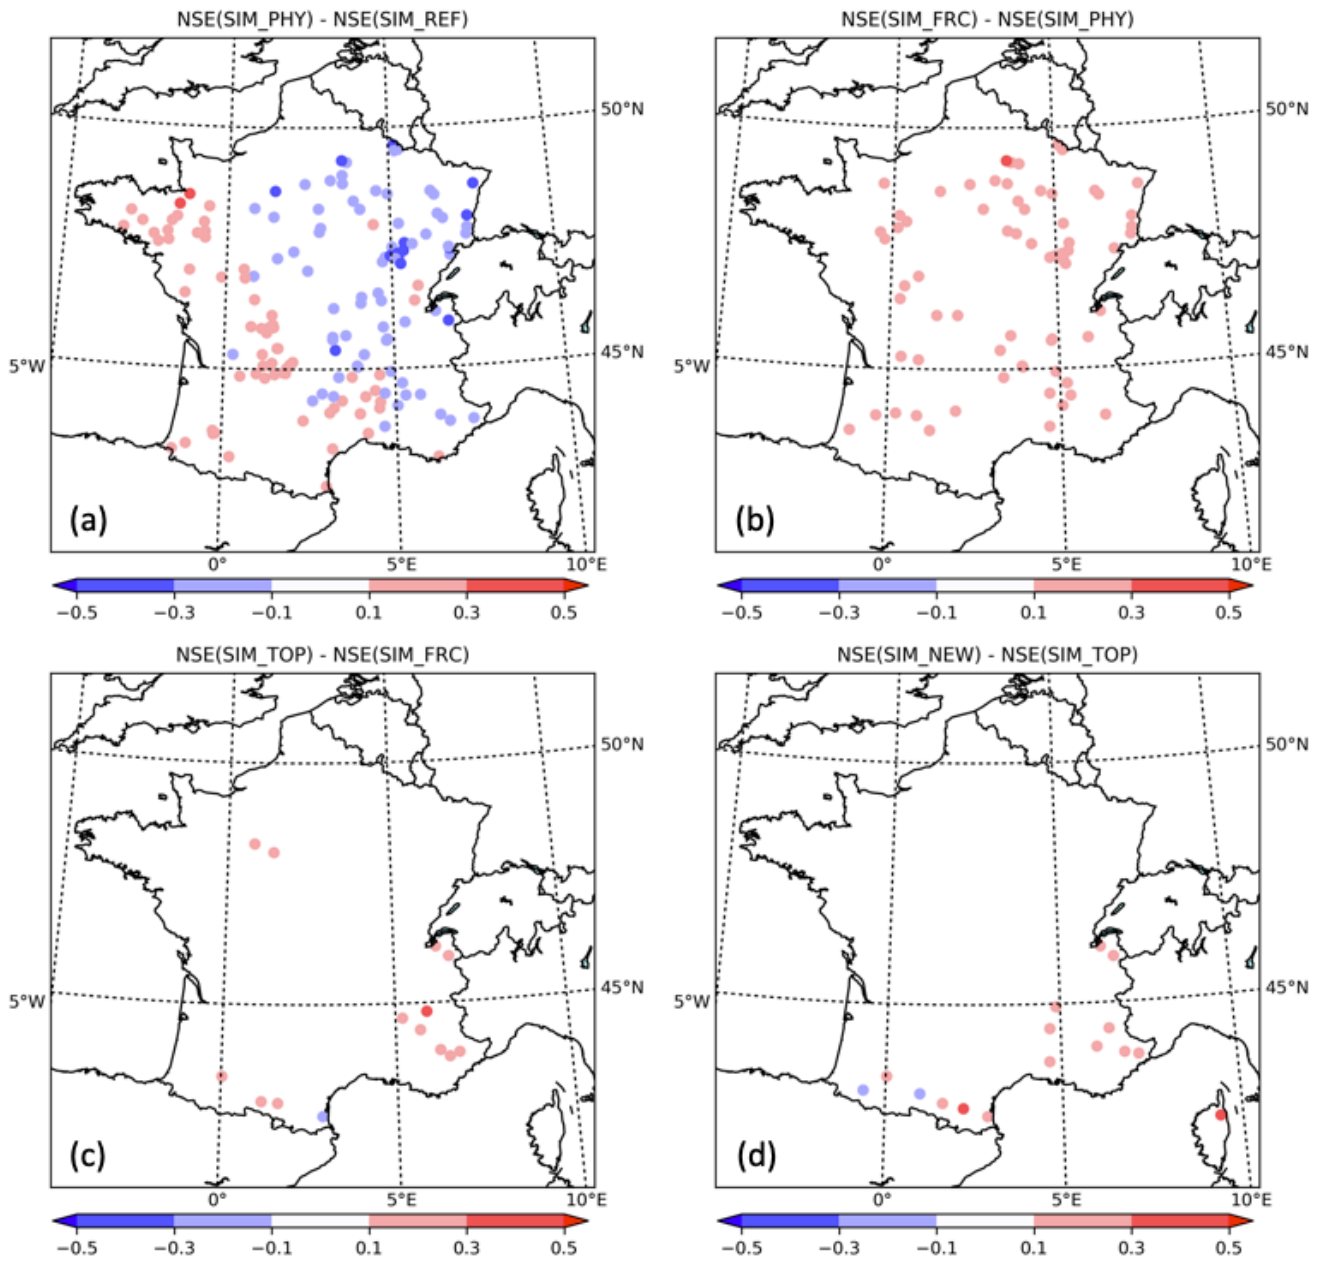 NSE(SIM_PHY) - NSE(SIM_REF)
50°N
45°N
5°W
(a)
0° 5°E 10°E
−0.5 −0.3 −0.1 0.1 0.3 0.5
NSE(SIM_FRC) - NSE(SIM_PHY)
50°N
45°N
5°W
(b)
0° 5°E 10°E
−0.5 −0.3 −0.1 0.1 0.3 0.5
NSE(SIM_TOP) - NSE(SIM_FRC)
50°N
45°N
5°W
(c)
0° 5°E 10°E
−0.5 −0.3 −0.1 0.1 0.3 0.5
NSE(SIM_NEW) - NSE(SIM_TOP)
50°N
45°N
5°W
(d)
0° 5°E 10°E
−0.5 −0.3 −0.1 0.1 0.3 0.5